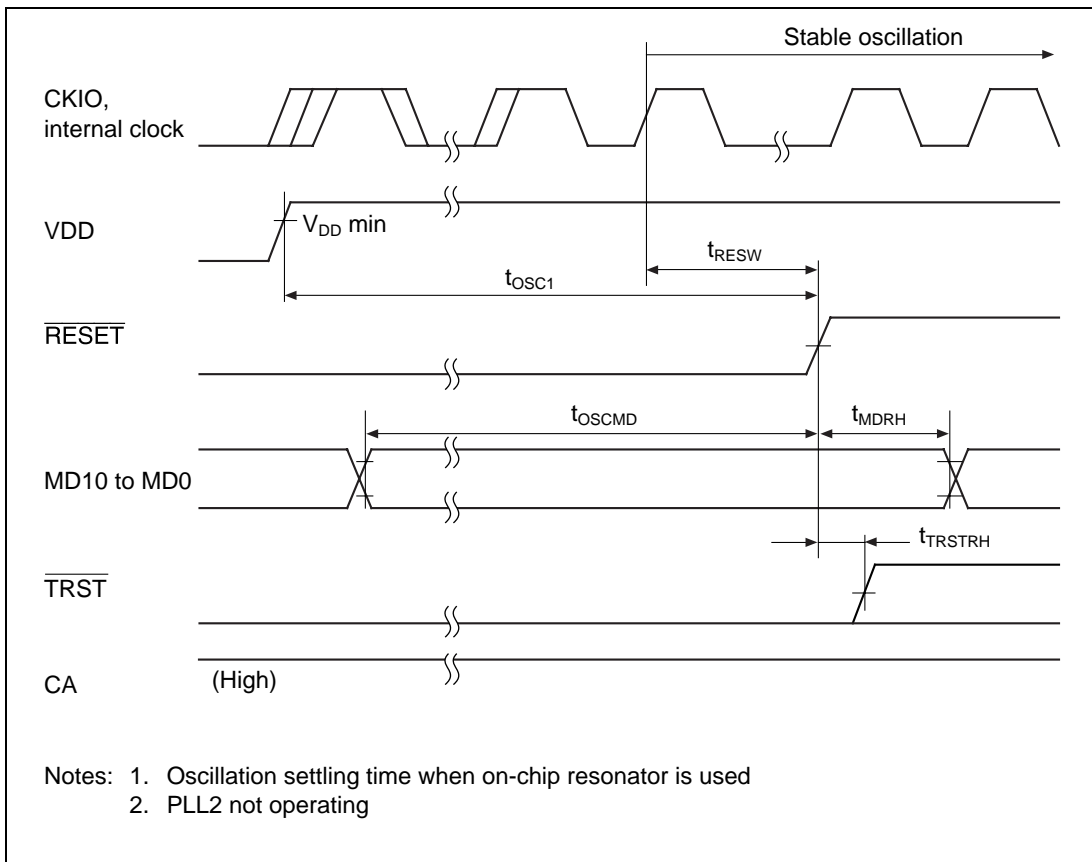 Stable oscillation
CKIO,
internal clock
VDD
VDD min
tRESW
tOSC1
RESET
tOSCMD
tMDRH
MD10 to MD0
tTRSTRH
TRST
CA
(High)
Notes: 1. Oscillation settling time when on-chip resonator is used
2. PLL2 not operating